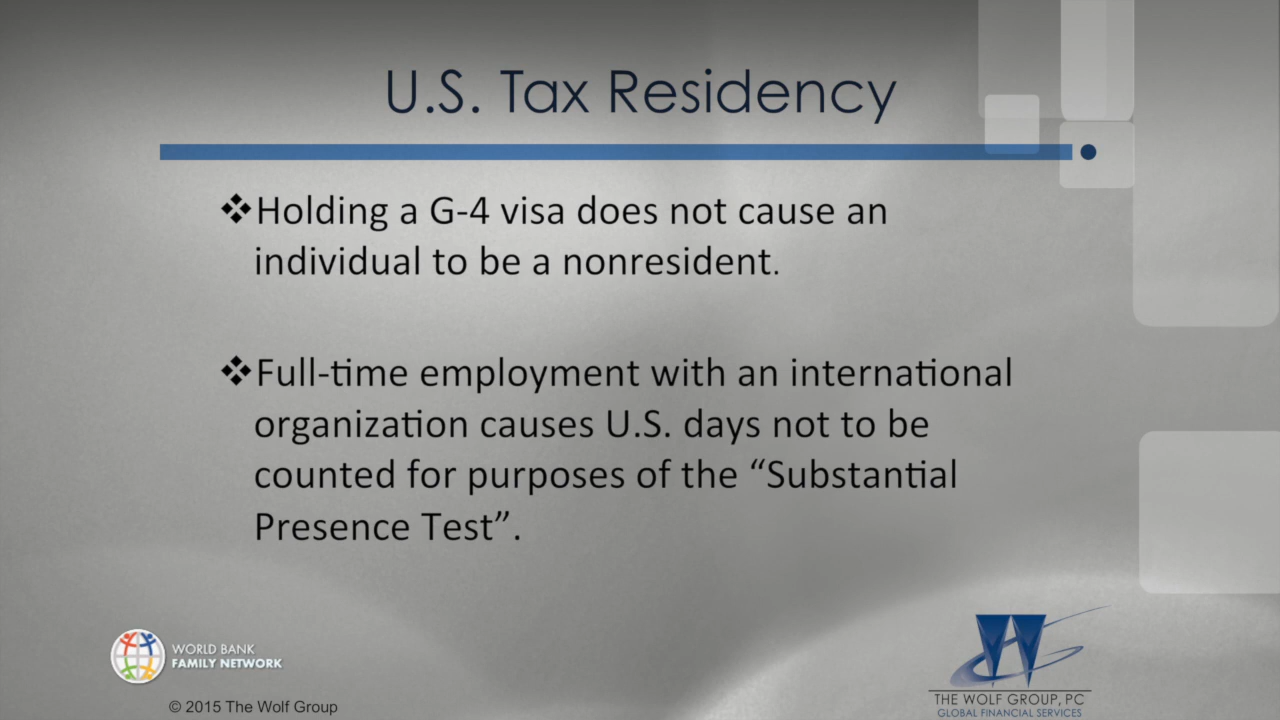 U.S. Tax Residency
❖Holding a G-4 visa does not cause an
individual to be a nonresident.
❖Full-time employment with an international
organization causes U.S. days not to be
counted for purposes of the “Substantial
Presence Test”.
WORLD BANK
FAMILY NETWORK
© 2015 The Wolf Group
W
THE WOLF GROUP, PC
GLOBAL FINANCIAL SERVICES